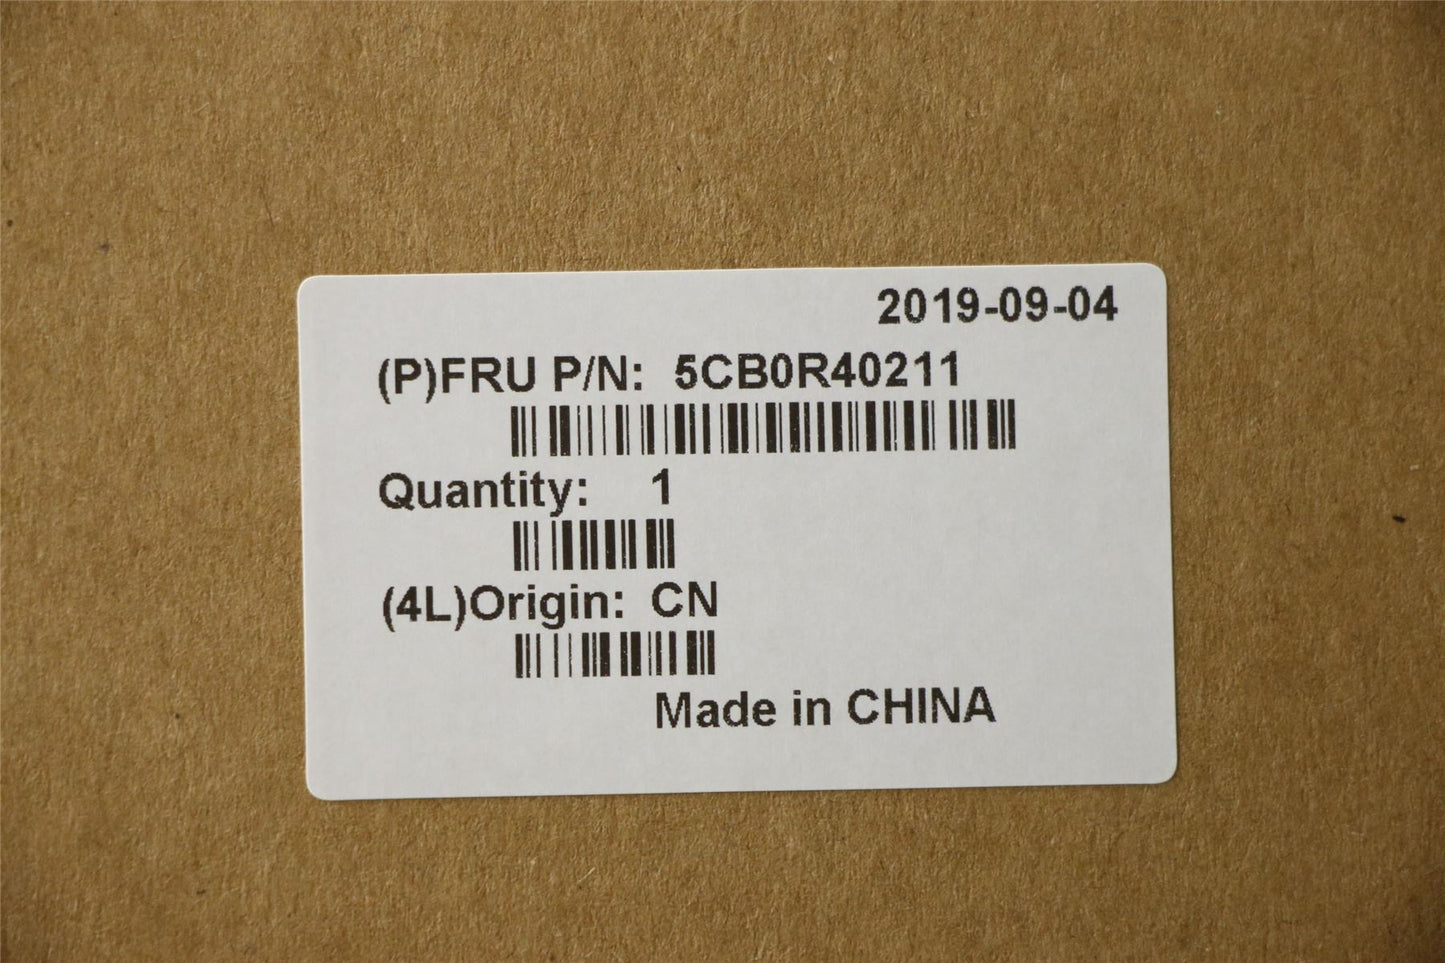 2019-09-04
(P)FRU P/N: 5CB0R40211
Quantity: 1
(4L)Origin: CN
Made in CHINA